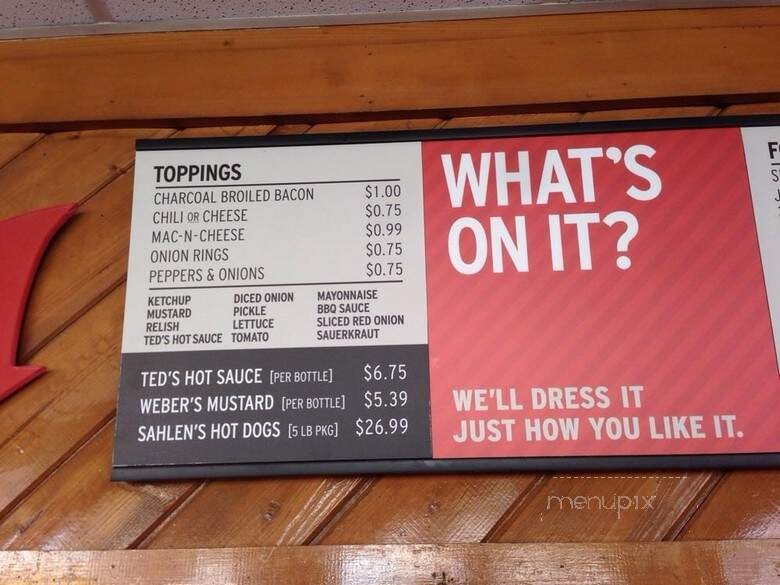 TOPPINGS
CHARCOAL BROILED BACON $1.00
CHILI OR CHEESE $0.75
MAC-N-CHEESE $0.99
ONION RINGS $0.75
PEPPERS & ONIONS $0.75
KETCHUP DICED ONION MAYONNAISE
MUSTARD PICKLE BBQ SAUCE
RELISH LETTUCE SLICED RED ONION
TED'S HOT SAUCE TOMATO SAUERKRAUT
TED'S HOT SAUCE [PER BOTTLE] $6.75
WEBER'S MUSTARD [PER BOTTLE] $5.39
SAHLEN'S HOT DOGS [5 LB PKG] $26.99
WHAT'S
ON IT?
WE'LL DRESS IT
JUST HOW YOU LIKE IT.
menupix